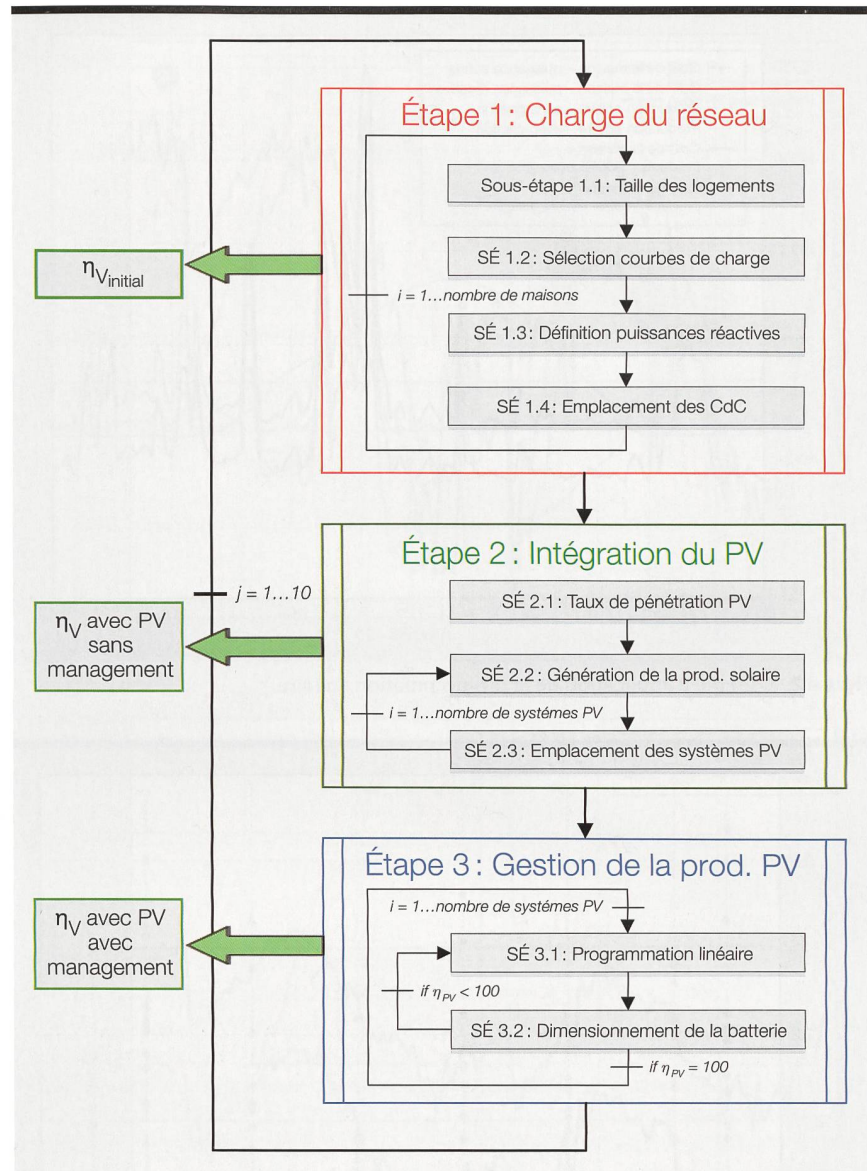 Étape 1 : Charge du réseau
Sous-étape 1.1 : Taille des logements
SÉ 1.2 : Sélection courbes de charge
i = 1…nombre de maisons
SÉ 1.3 : Définition puissances réactives
SÉ 1.4 : Emplacement des CdC
ηV initial
Étape 2 : Intégration du PV
j = 1…10
SÉ 2.1 : Taux de pénétration PV
SÉ 2.2 : Génération de la prod. solaire
i = 1…nombre de systémes PV
SÉ 2.3 : Emplacement des systèmes PV
ηV avec PV
sans
management
Étape 3 : Gestion de la prod. PV
i = 1…nombre de systémes PV
SÉ 3.1 : Programmation linéaire
if ηPV < 100
SÉ 3.2 : Dimensionnement de la batterie
if ηPV = 100
ηV avec PV
avec
management